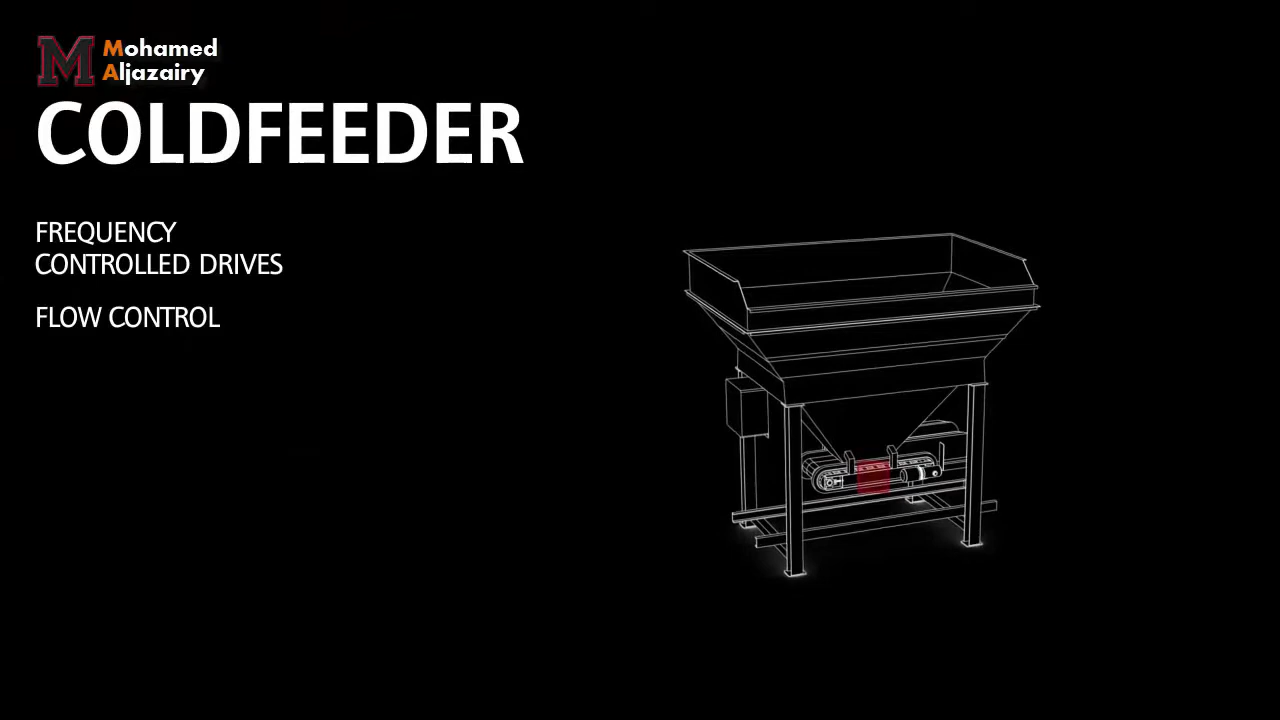 Mohamed
Aljazairy
COLDFEEDER
FREQUENCY
CONTROLLED DRIVES
FLOW CONTROL